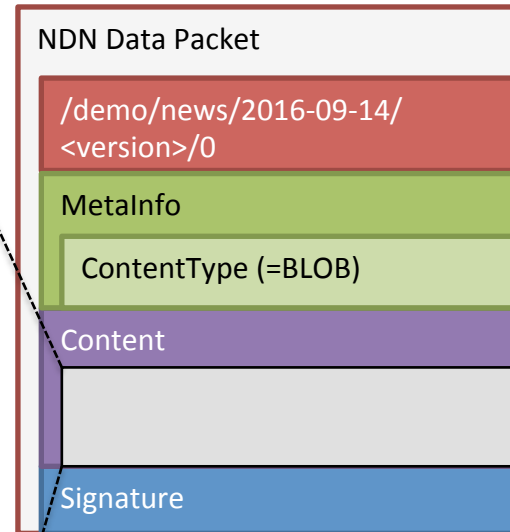 NDN Data Packet
/demo/news/2016-09-14/
<version>/0
MetaInfo
ContentType (=BLOB)
Content
Signature